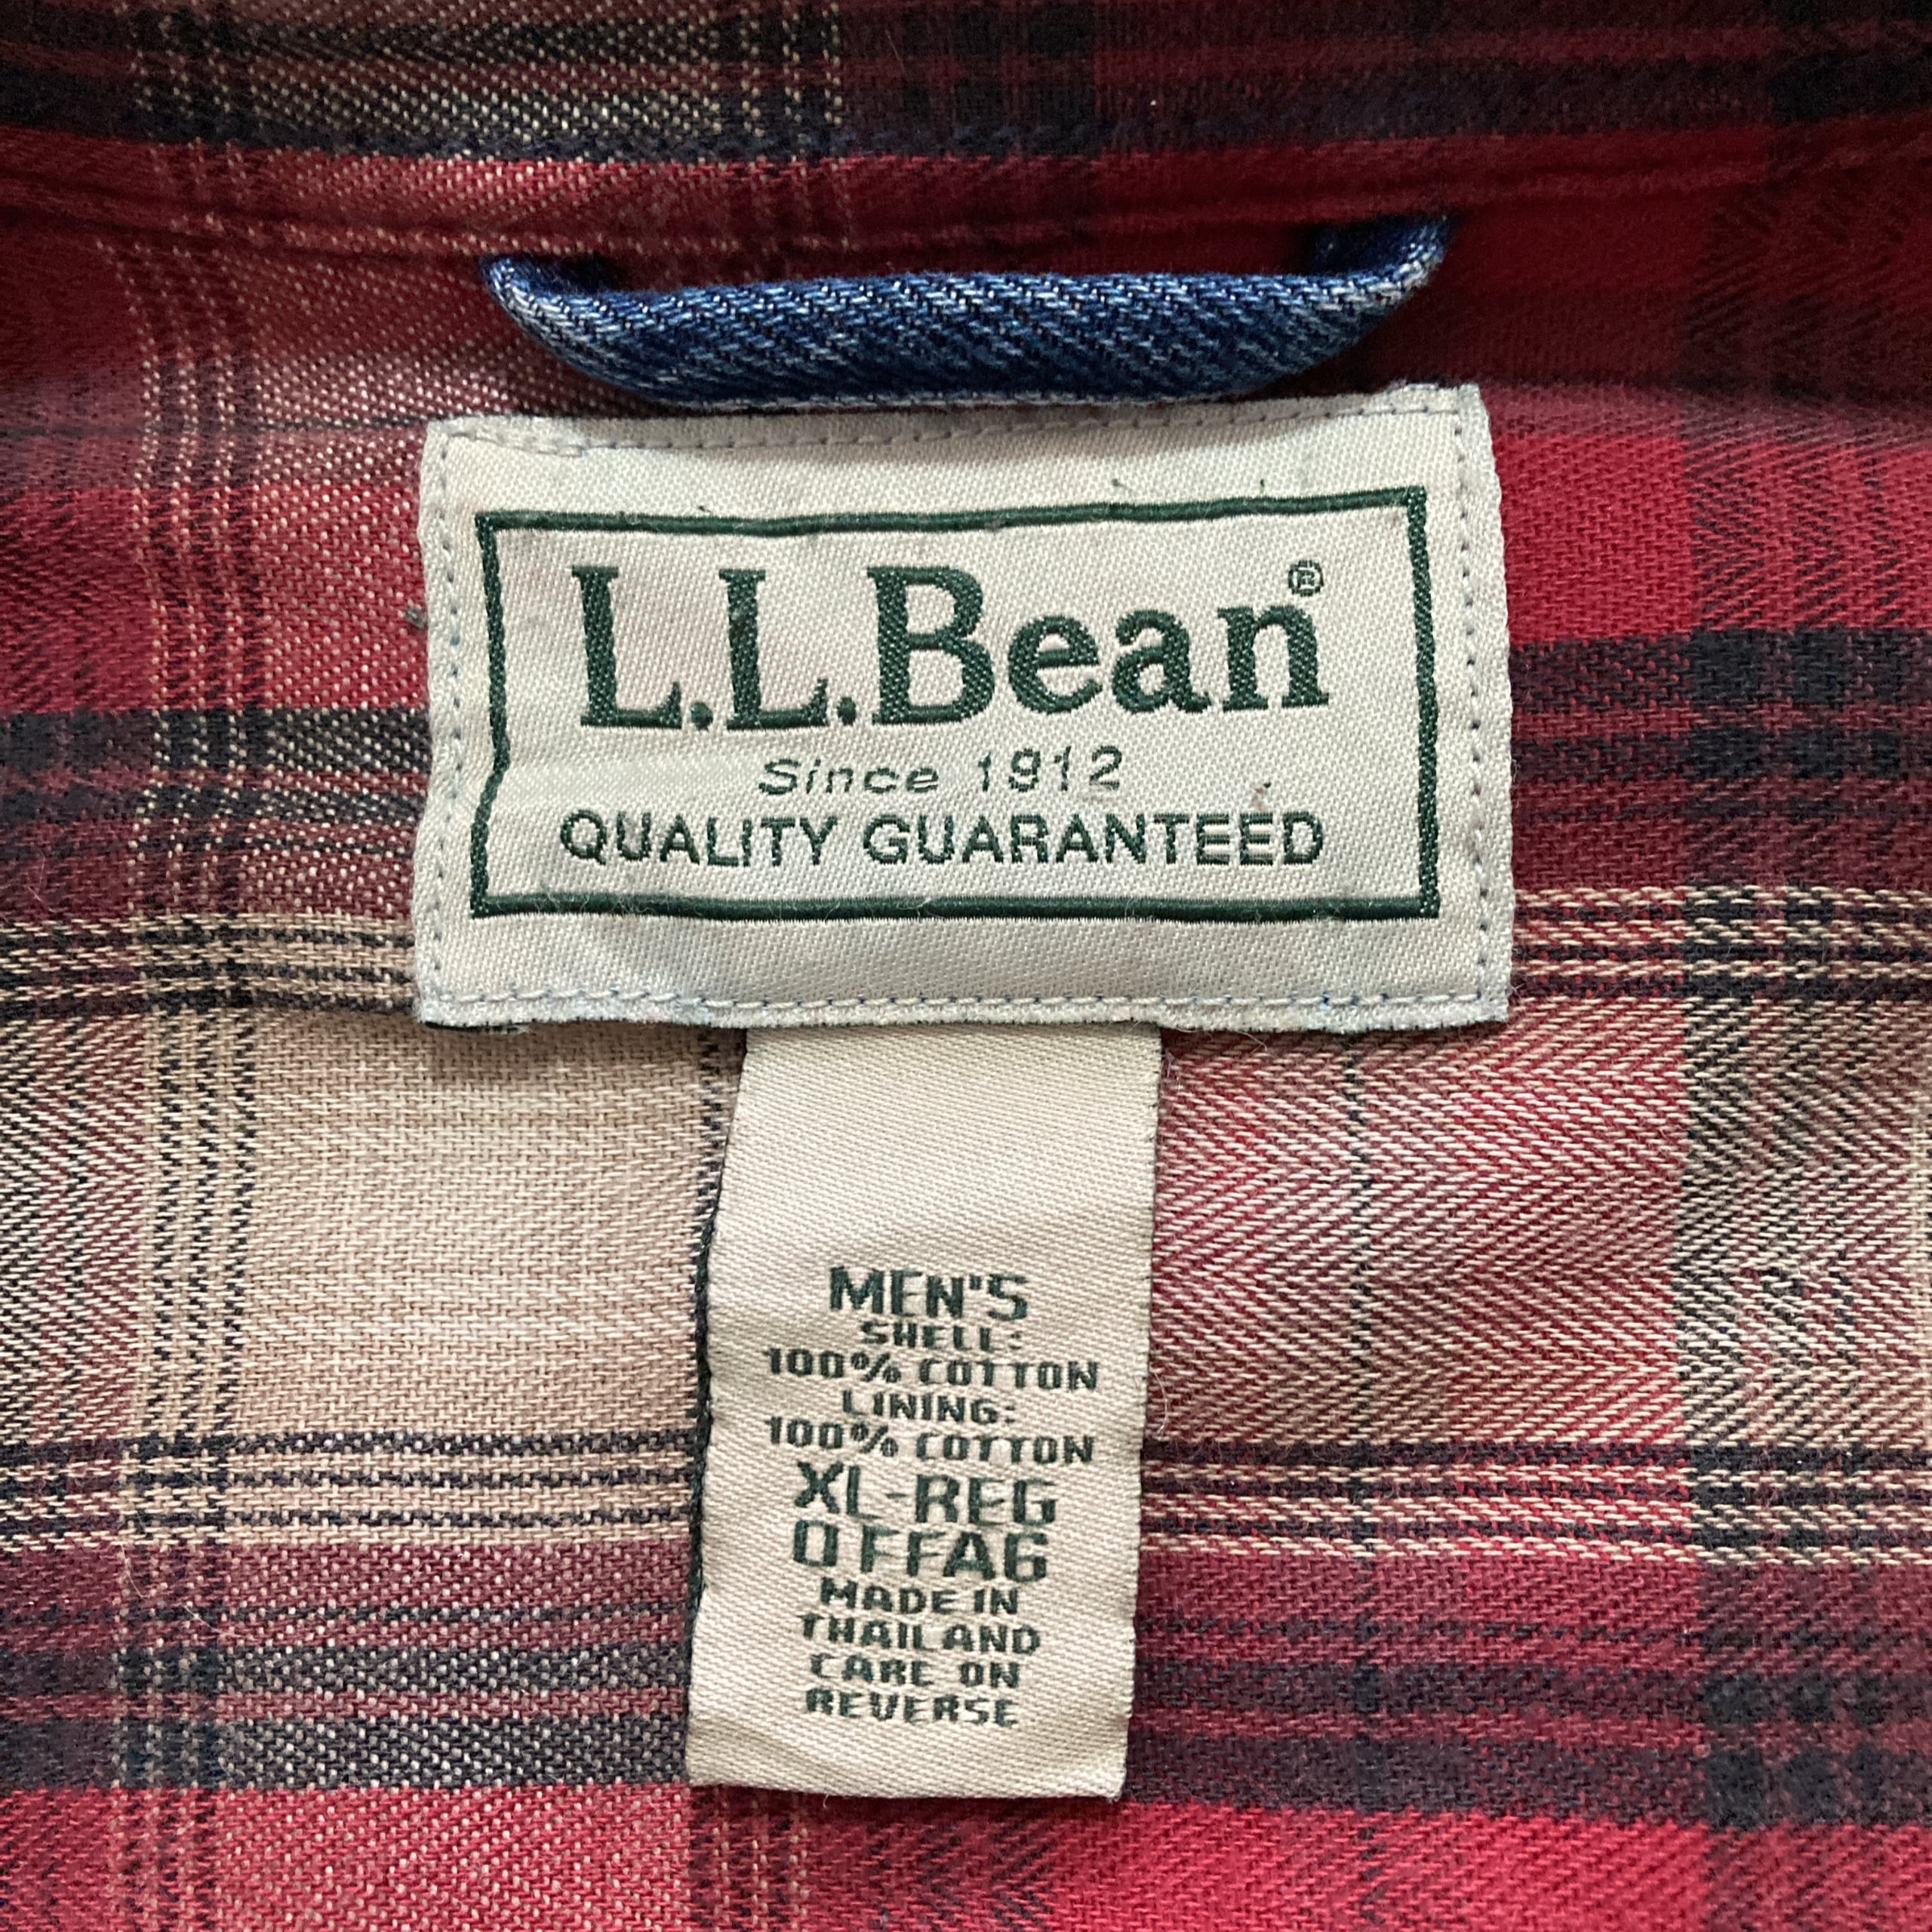 L.L.Bean®
Since 1912
QUALITY GUARANTEED
MEN'S
SHELL:
100% COTTON
LINING:
100% COTTON
XL-REG
0FFA6
MADE IN
THAILAND
CARE ON
REVERSE